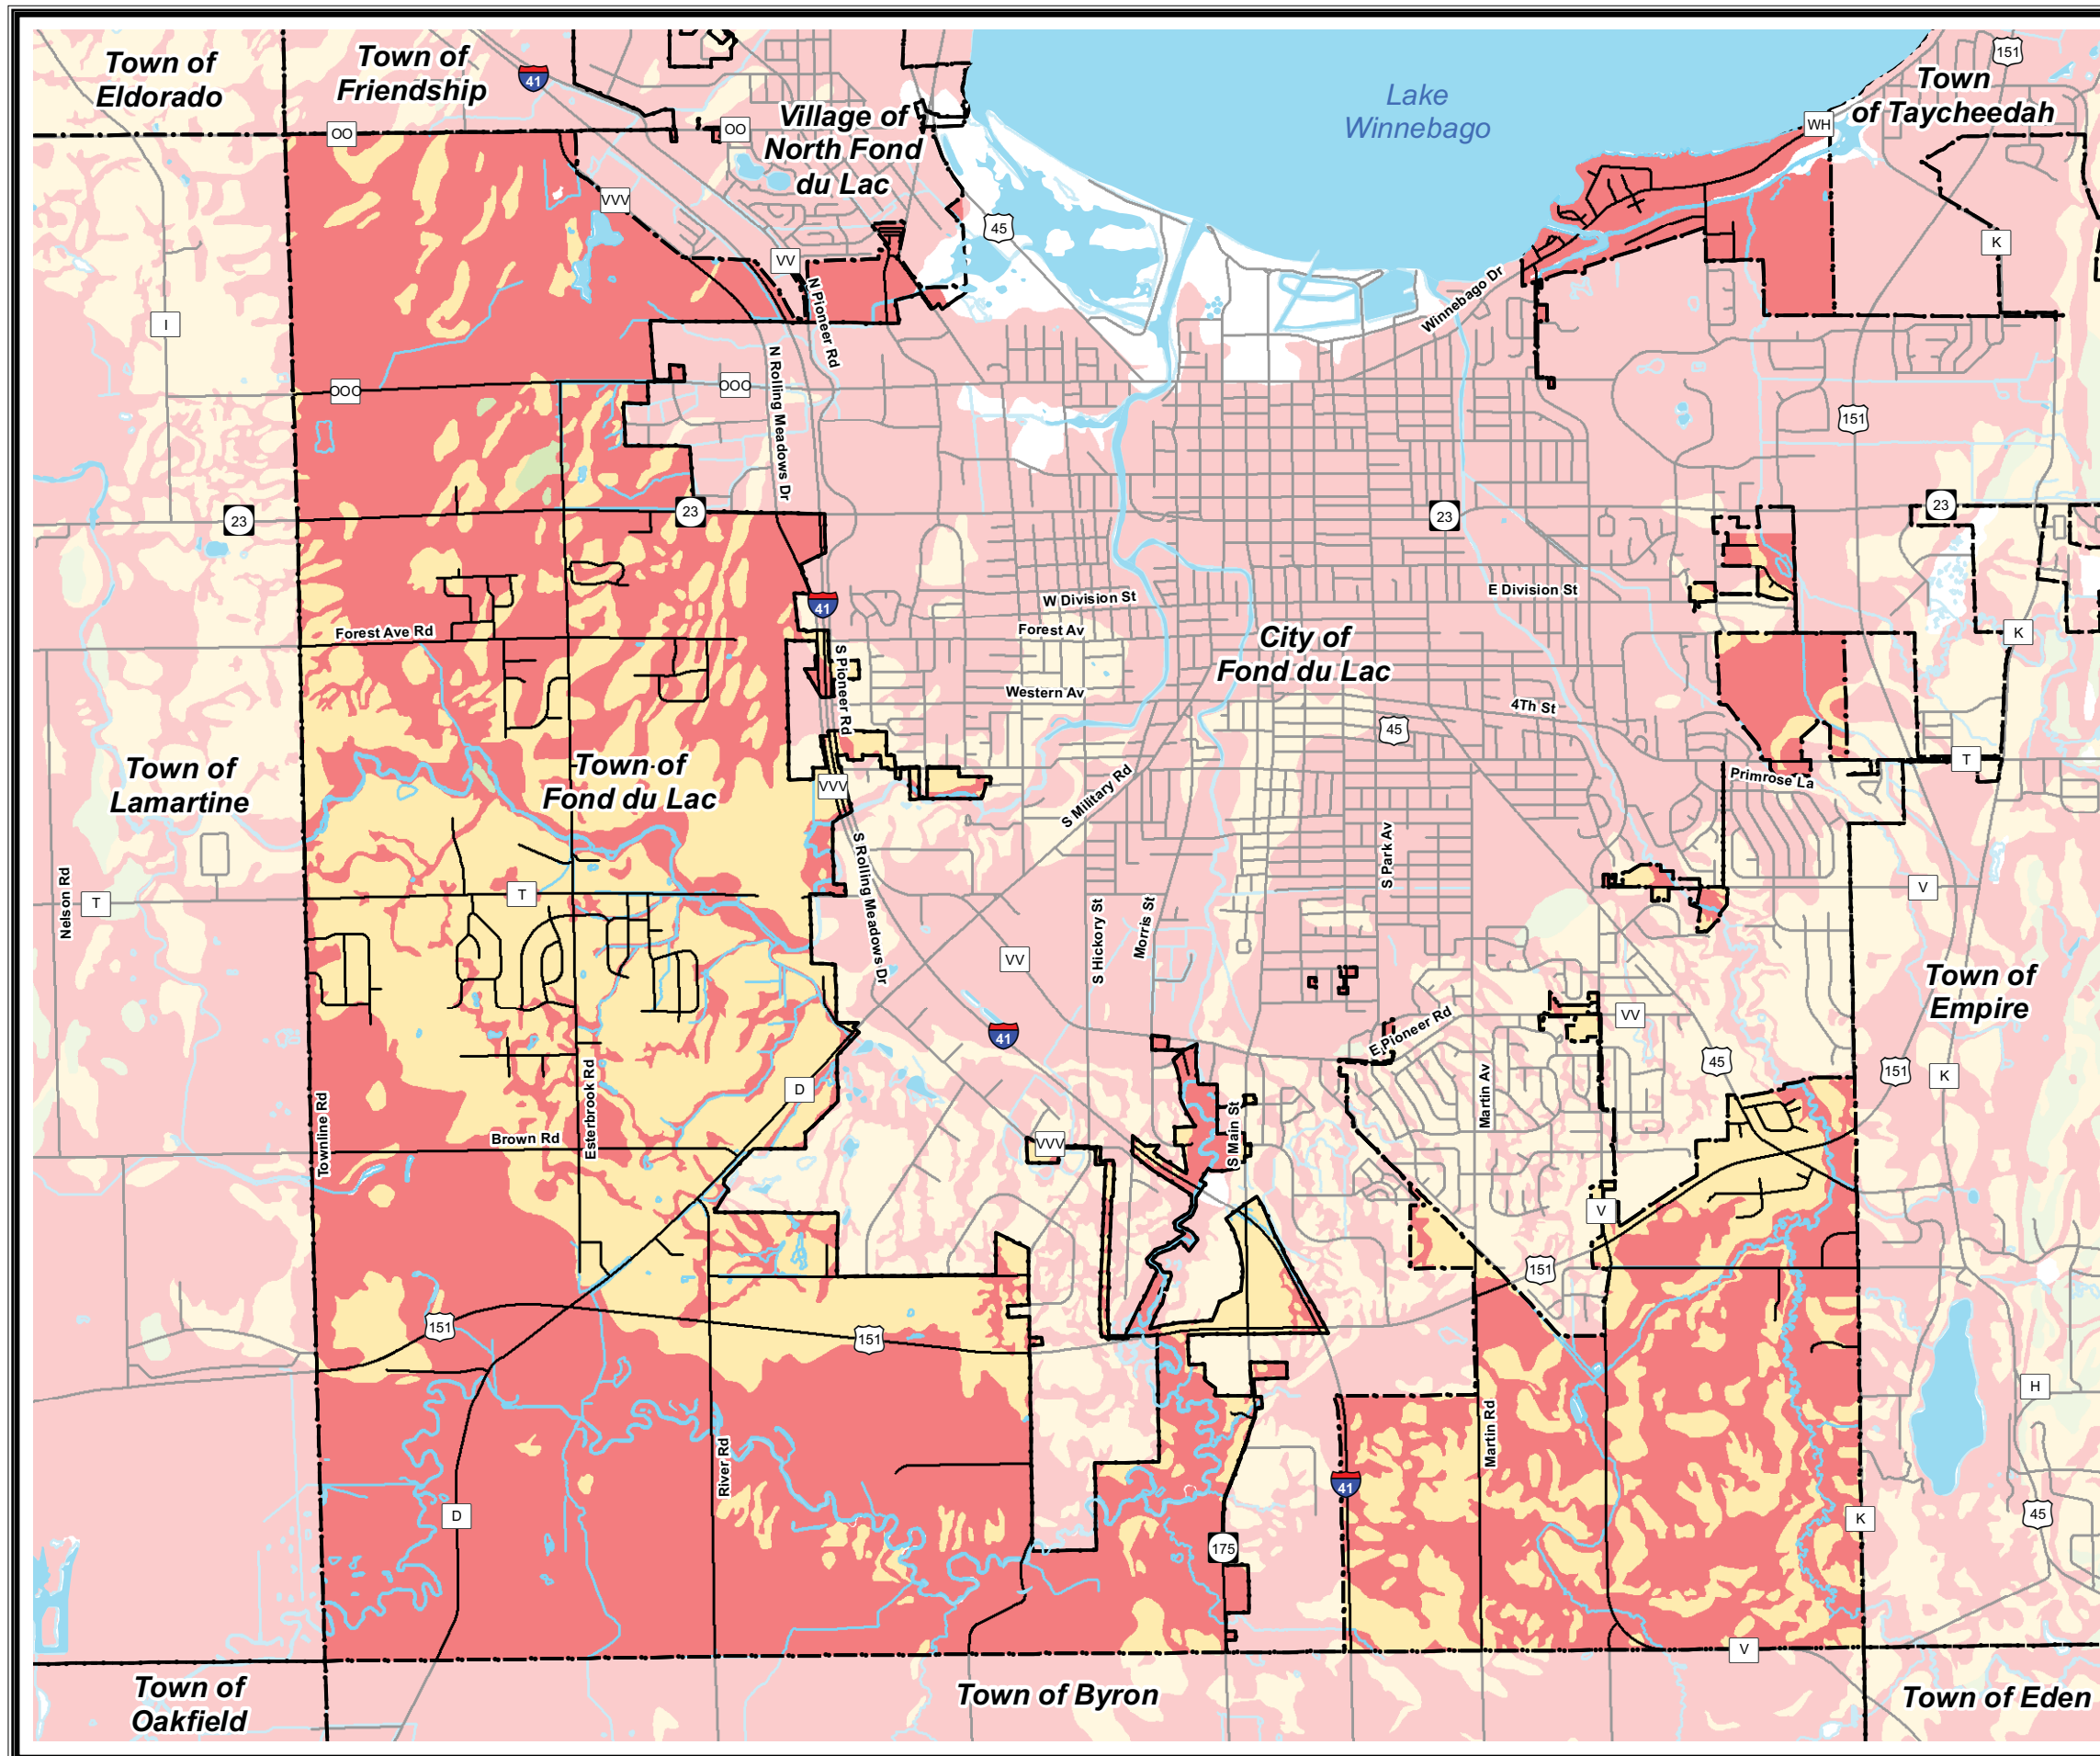 Town of
Eldorado
Town of
Friendship
41
151
Town
of Taycheedah
Lake
Winnebago
Village of
North Fond
du Lac
OO
OO
WH
VVV
45
K
VV
N Pioneer Rd
Winnebago Dr
I
N Rolling Meadows Dr
OOO
OOO
151
23
23
23
23
41
W Division St
E Division St
Forest Ave Rd
Forest Av
City of
Fond du Lac
K
S Pioneer Rd
Western Av
4Th St
45
Town of
Lamartine
Town of
Fond du Lac
VVV
T
Primrose La
S Military Rd
S Rolling Meadows Dr
S Park Av
Nelson Rd
T
T
V
S Hickory St
Morris St
VV
Town of
Empire
41
VV
E Pioneer Rd
45
151
K
D
Martin Av
Townline Rd
Esterbrook Rd
Brown Rd
VVV
S Main St
V
151
151
151
H
River Rd
Martin Rd
41
D
175
K
45
V
Town of
Oakfield
Town of Byron
Town of Eden